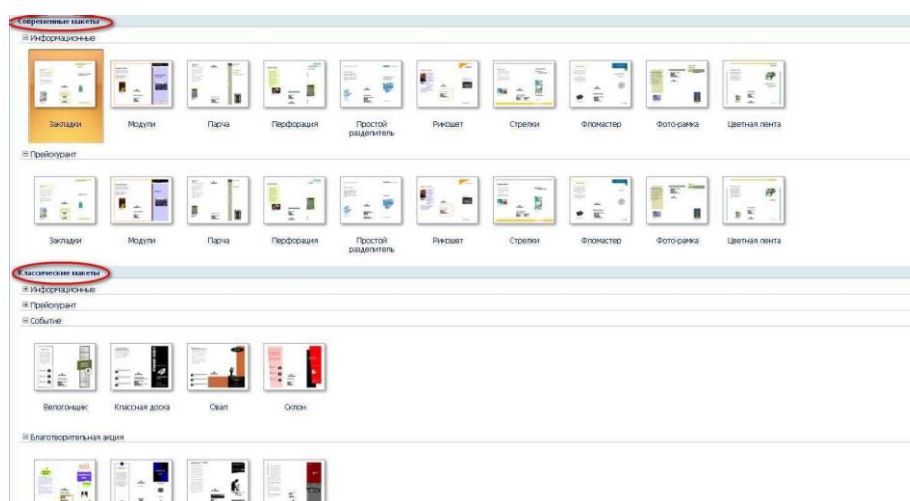 Современные макеты
Информационные
Закладки Модули Парча Перфорация Простой разделитель Рикошет Стрелки Фломастер Фото-рамка Цветная лента
Прейскурант
Закладки Модули Парча Перфорация Простой разделитель Рикошет Стрелки Фломастер Фото-рамка Цветная лента
Классические макеты
Информационные
Прейскурант
Событие
Велогонщик Классная доска Овал Склон
Благотворительная акция